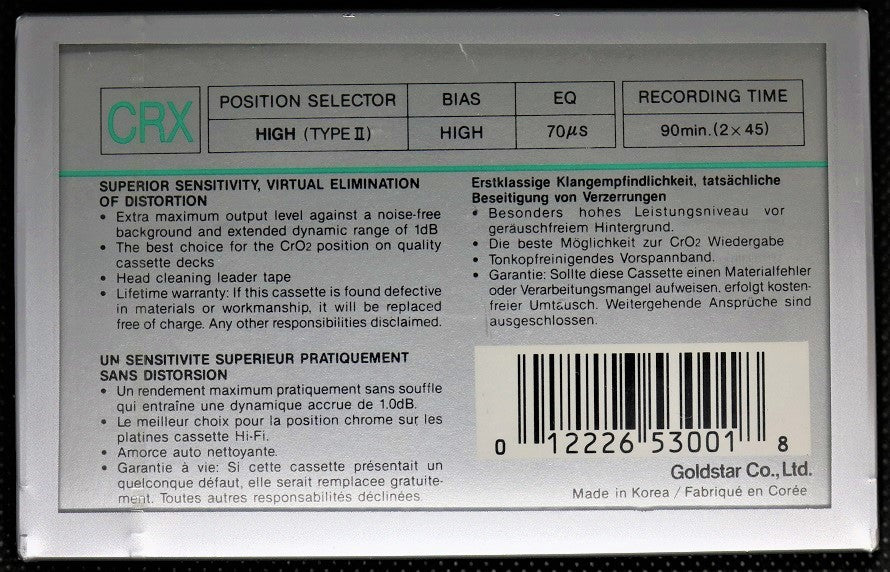 CRX
POSITION SELECTOR BIAS EQ RECORDING TIME
HIGH (TYPE II) HIGH 70μs 90min. (2 × 45)
SUPERIOR SENSITIVITY, VIRTUAL ELIMINATION
OF DISTORTION
• Extra maximum output level against a noise-free
background and extended dynamic range of 1dB
• The best choice for the CrO2 position on quality
cassette decks
• Head cleaning leader tape
• Lifetime warranty: If this cassette is found defective
in materials or workmanship, it will be replaced
free of charge. Any other responsibilities disclaimed.
UN SENSITIVITE SUPERIEUR PRATIQUEMENT
SANS DISTORSION
• Un rendement maximum pratiquement sans souffle
qui entraîne une dynamique accrue de 1.0dB.
• Le meilleur choix pour la position chrome sur les
platines cassette Hi-Fi.
• Amorce auto nettoyante.
• Garantie à vie: Si cette cassette présentait un
quelconque défaut, elle serait remplacee gratuite-
ment. Toutes autres responsabilités déclinées.
Erstklassige Klangempfindlichkeit, tatsächliche
Beseitigung von Verzerrungen
• Besonders hohes Leistungsniveau vor
geräuschfreiem Hintergrund.
• Die beste Möglichkeit zur CrO2 Wiedergabe
• Tonkopfreinigendes Vorspannband.
• Garantie: Sollte diese Cassette einen Materialfehler
oder Verarbeitungsmangel aufweisen. erfolgt kosten-
freier Umtausch. Weitergehende Ansprüche sind
ausgeschlossen.
0 12226 53001 8
Goldstar Co., Ltd.
Made in Korea / Fabriqué en Corée